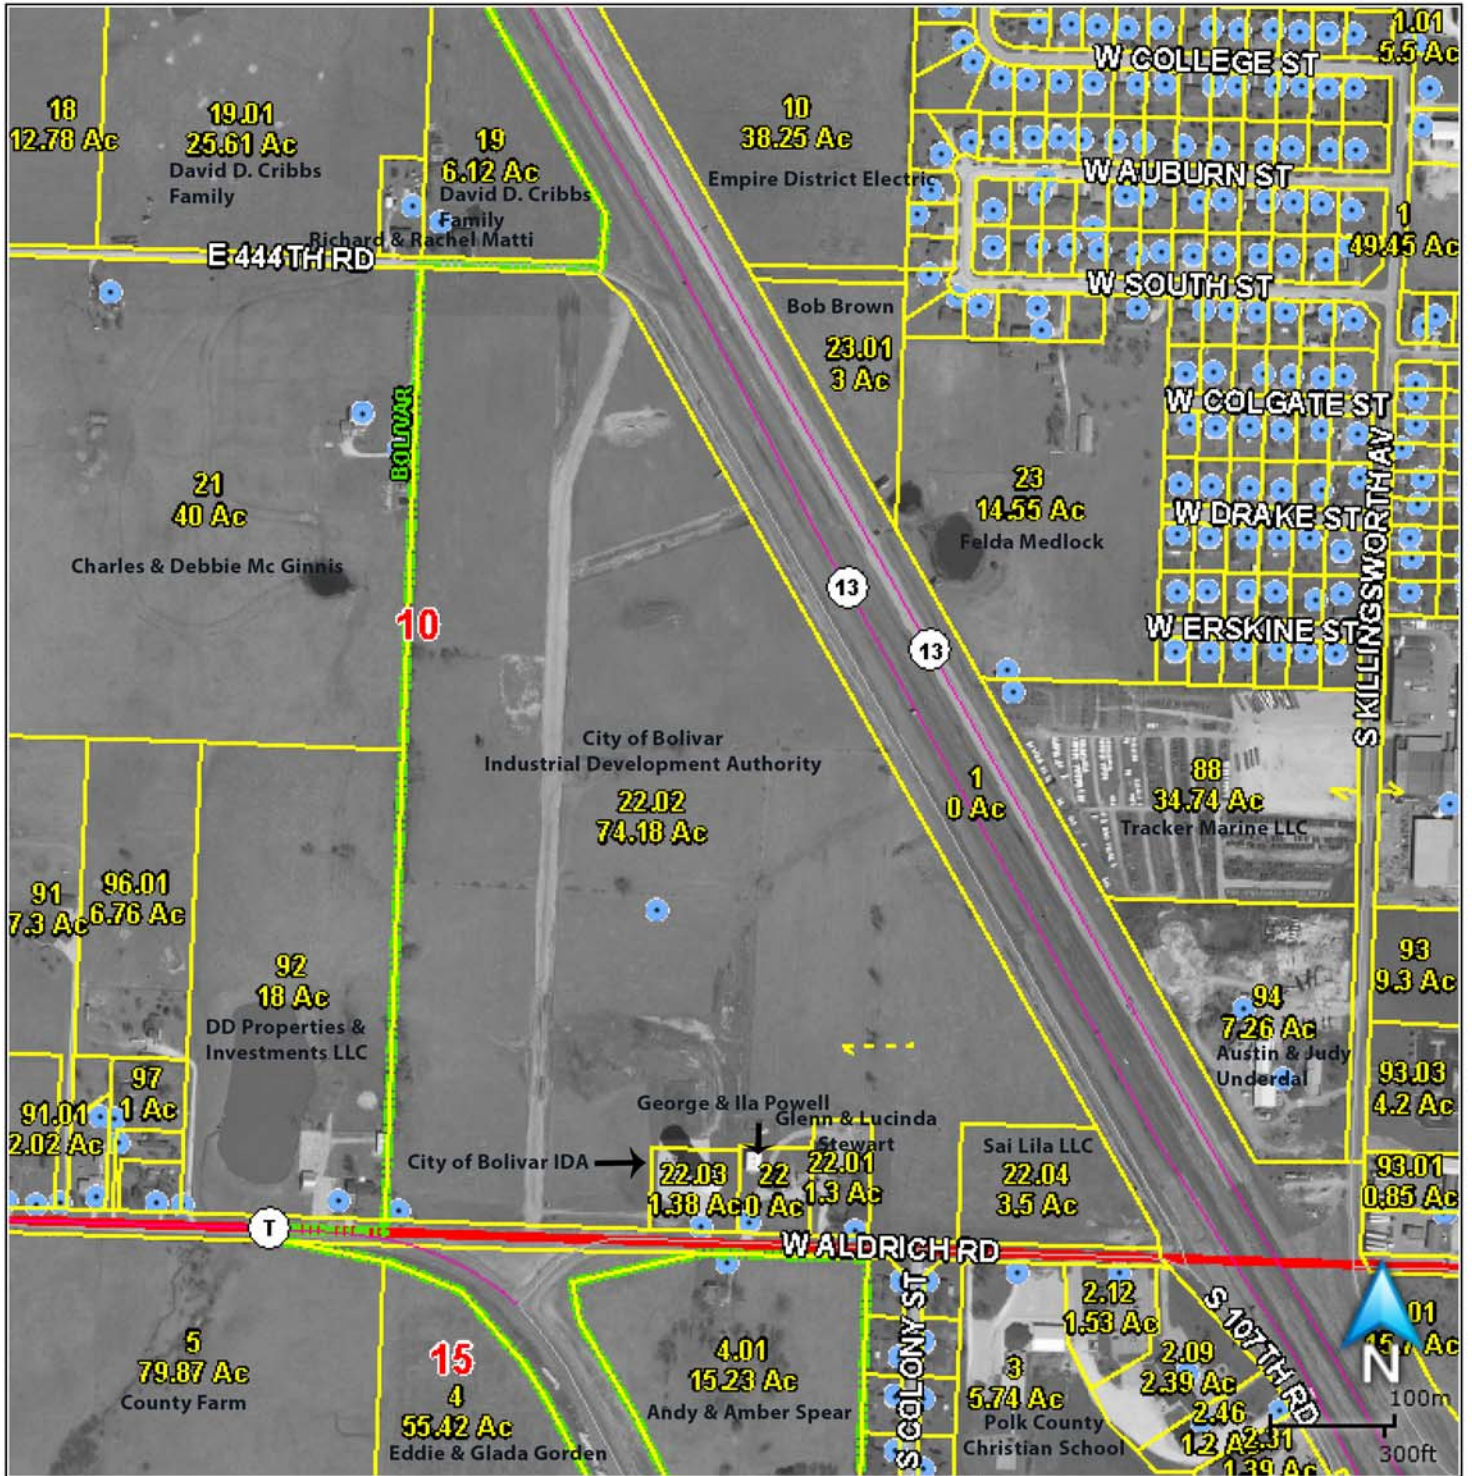 W COLLEGE ST
1.01
5.5 Ac
18
12.78 Ac
19.01
25.61 Ac
David D. Cribbs
Family
19
6.12 Ac
David D. Cribbs
Family
10
38.25 Ac
Empire District Electric
W AUBURN ST
1
49.45 Ac
Richard & Rachel Matti
E 444TH RD
W SOUTH ST
Bob Brown
23.01
3 Ac
BOLIVAR
W COLGATE ST
21
40 Ac
Charles & Debbie Mc Ginnis
23
14.55 Ac
Felda Medlock
W DRAKE ST
S KILLINGSWORTH AV
13
13
10
W ERSKINE ST
City of Bolivar
Industrial Development Authority
22.02
74.18 Ac
1
0 Ac
88
34.74 Ac
Tracker Marine LLC
91
7.3 Ac
96.01
6.76 Ac
92
18 Ac
DD Properties &
Investments LLC
93
9.3 Ac
94
7.26 Ac
Austin & Judy
Underdal
97
1 Ac
91.01
2.02 Ac
93.03
4.2 Ac
George & Ila Powell
Glenn & Lucinda
Stewart
City of Bolivar IDA
22.03
1.38 Ac
22
0 Ac
22.01
1.3 Ac
Sai Lila LLC
22.04
3.5 Ac
93.01
0.85 Ac
T
W ALDRICH RD
S COLONY ST
S 107TH RD
2.12
1.53 Ac
5
79.87 Ac
County Farm
15
4
55.42 Ac
Eddie & Glada Gorden
4.01
15.23 Ac
Andy & Amber Spear
3
5.74 Ac
Polk County
Christian School
2.09
2.39 Ac
2.46
1.2 Ac
2.31
1.39 Ac
01
Ac
N
100m
300ft